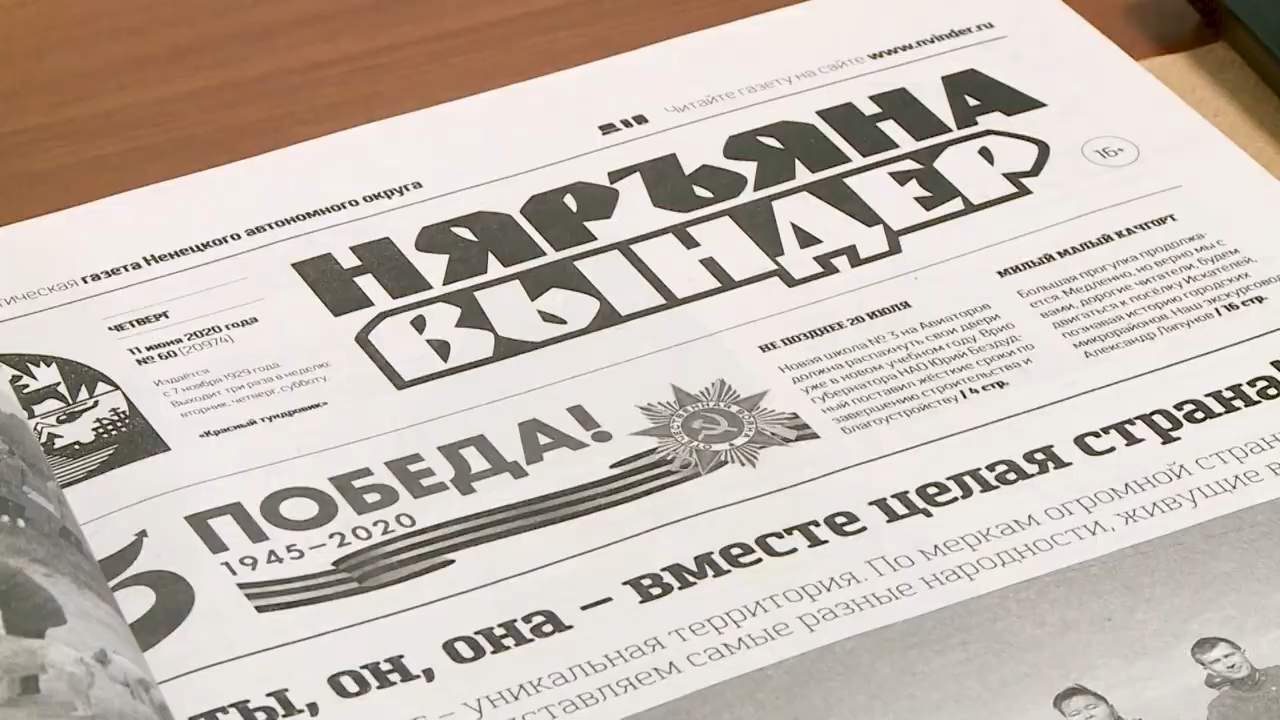 Читайте газету на сайте www.nvinder.ru
газета Ненецкого автономного округа
НЯРЪЯНА
ВЫНДЕР
16+
ЧЕТВЕРГ
11 июня 2020 года
№ 60 (20974)
Издаётся
с 7 ноября 1929 года.
Выходит три раза в неделю:
вторник, четверг, субботу.
«Красный тундровик»
ПОБЕДА!
1945–2020
ОТЕЧЕСТВЕННАЯ ВОЙНА
НЕ ПОЗДНЕЕ 20 ИЮЛЯ
Новая школа № 3 на Авиаторов
должна распахнуть свои двери
уже в новом учебном году. Врио
губернатора НАО Юрий Бездуд-
ный поставил жёсткие сроки по
завершению строительства и
благоустройству / 4 стр.
МИЛЫЙ МАЛЫЙ КАЧГОРТ
Большая прогулка продолжа-
ется. Медленно, но верно мы с
вами, дорогие читатели, будем
двигаться к посёлку Искателей,
познавая историю городских
микрорайонов. Наш экскурсовод
Александр Лапунов / 16 стр.
ты, он, она – вместе целая страна
– уникальная территория. По меркам огромной стран
самые разные народности, живущие в